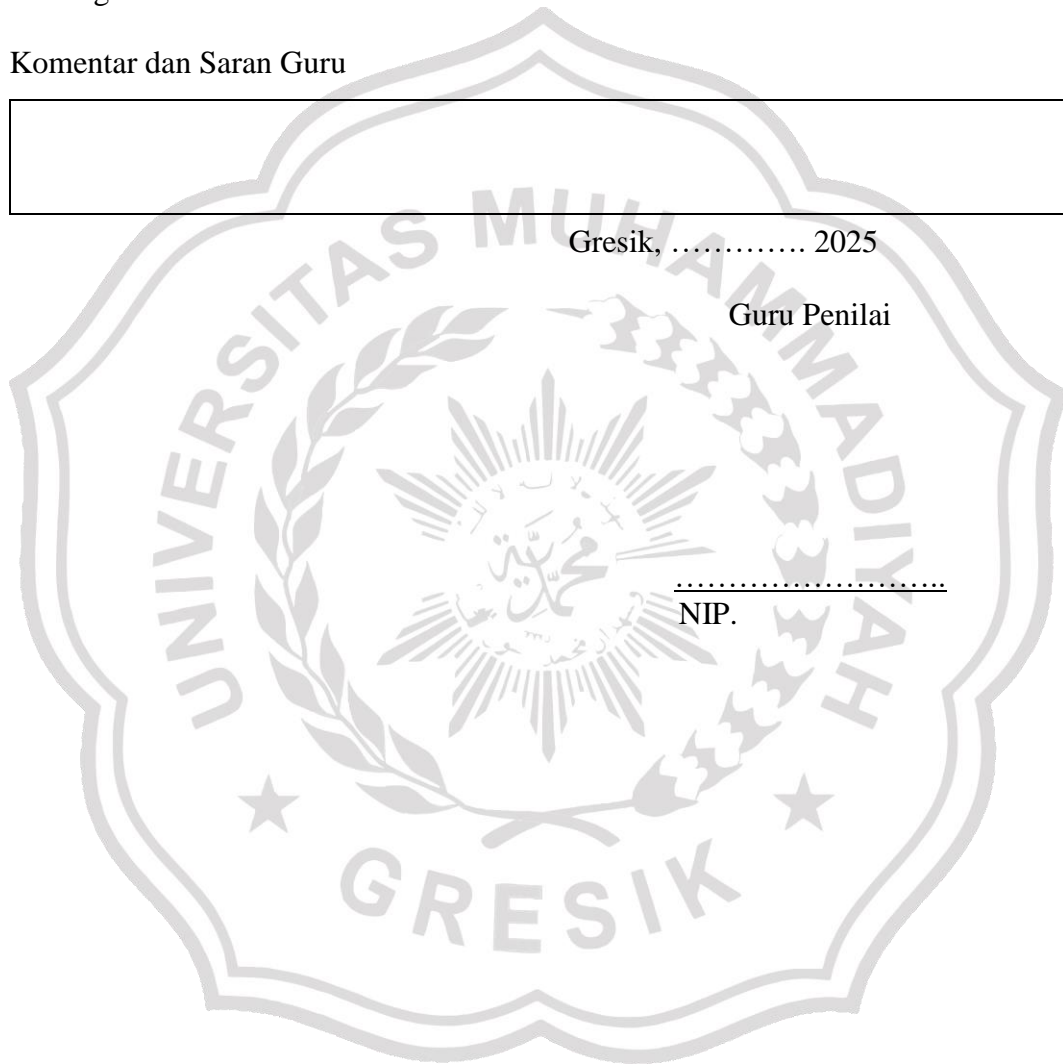 Komentar dan Saran Guru
Gresik, …………. 2025
Guru Penilai
……………………..
NIP.
UNIVERSITAS MUHAMMADIYAH
GRESIK